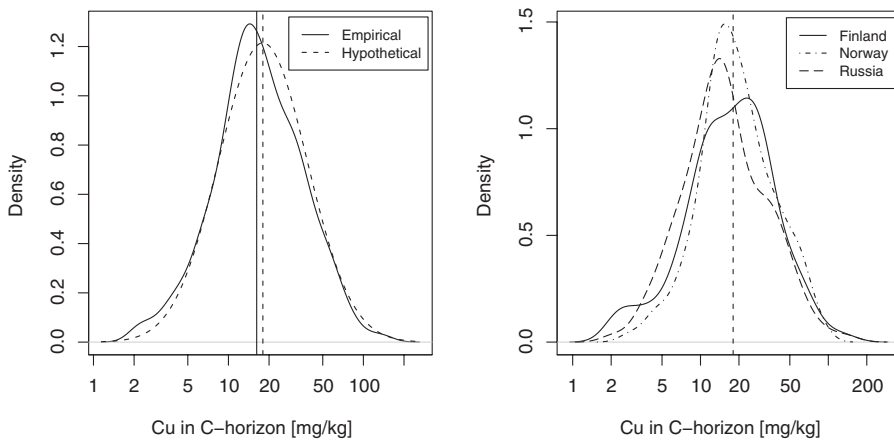 Density
0.0 0.2 0.4 0.6 0.8 1.0 1.2
Empirical
Hypothetical
1 2 5 10 20 50 100
Cu in C−horizon [mg/kg]
Density
0.0 0.5 1.0 1.5
Finland
Norway
Russia
1 2 5 10 20 50 200
Cu in C−horizon [mg/kg]